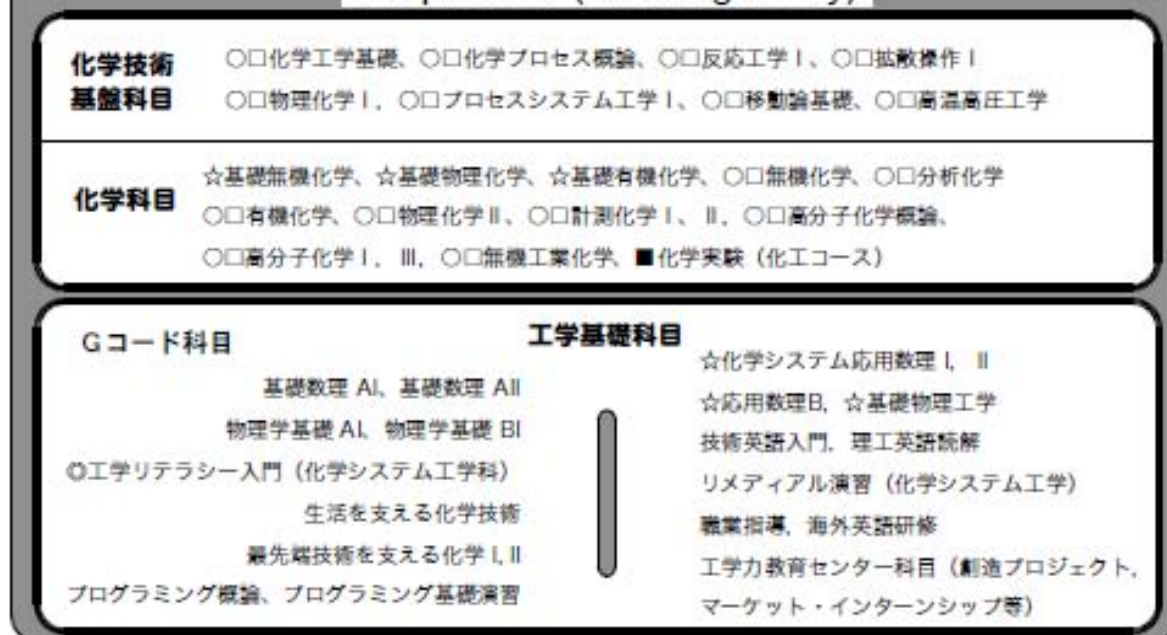 化学技術
基盤科目
○□化学工学基礎、○□化学プロセス概論、○□反応工学Ⅰ、○□拡散操作Ⅰ
○□物理化学Ⅰ，○□プロセスシステム工学Ⅰ、○□移動論基礎、○□高温高圧工学
化学科目
☆基礎無機化学、☆基礎物理化学、☆基礎有機化学、○□無機化学、○□分析化学
○□有機化学、○□物理化学Ⅱ、○□計測化学Ⅰ、Ⅱ，○□高分子化学概論、
○□高分子化学Ⅰ，Ⅲ，○□無機工業化学、■化学実験（化工コース）
工学基礎科目
Gコード科目
基礎数理 AI、基礎数理 AII
物理学基礎 AI、物理学基礎 BI
◎工学リテラシー入門（化学システム工学科）
生活を支える化学技術
最先端技術を支える化学 I, II
プログラミング概論、プログラミング基礎演習
☆化学システム応用数理 I， II
☆応用数理B，☆基礎物理工学
技術英語入門，理工英語読解
リメディアル演習（化学システム工学）
職業指導，海外英語研修
工学力教育センター科目（創造プロジェクト，
マーケット・インターンシップ等）